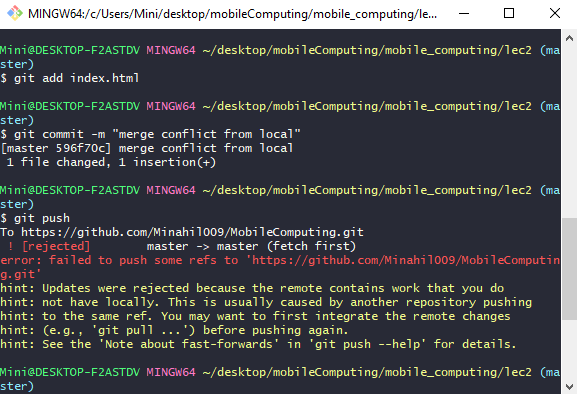 MINGW64:/c/Users/Mini/desktop/mobileComputing/mobile_computing/le...
Mini@DESKTOP-F2ASTDV MINGW64 ~/desktop/mobileComputing/mobile_computing/lec2 (ma
ster)
$ git add index.html
Mini@DESKTOP-F2ASTDV MINGW64 ~/desktop/mobileComputing/mobile_computing/lec2 (ma
ster)
$ git commit -m "merge conflict from local"
[master 596f70c] merge conflict from local
 1 file changed, 1 insertion(+)
Mini@DESKTOP-F2ASTDV MINGW64 ~/desktop/mobileComputing/mobile_computing/lec2 (ma
ster)
$ git push
To https://github.com/Minahil009/MobileComputing.git
 ! [rejected]        master -> master (fetch first)
error: failed to push some refs to 'https://github.com/Minahil009/MobileComputin
g.git'
hint: Updates were rejected because the remote contains work that you do
hint: not have locally. This is usually caused by another repository pushing
hint: to the same ref. You may want to first integrate the remote changes
hint: (e.g., 'git pull ...') before pushing again.
hint: See the 'Note about fast-forwards' in 'git push --help' for details.
Mini@DESKTOP-F2ASTDV MINGW64 ~/desktop/mobileComputing/mobile_computing/lec2 (ma
ster)